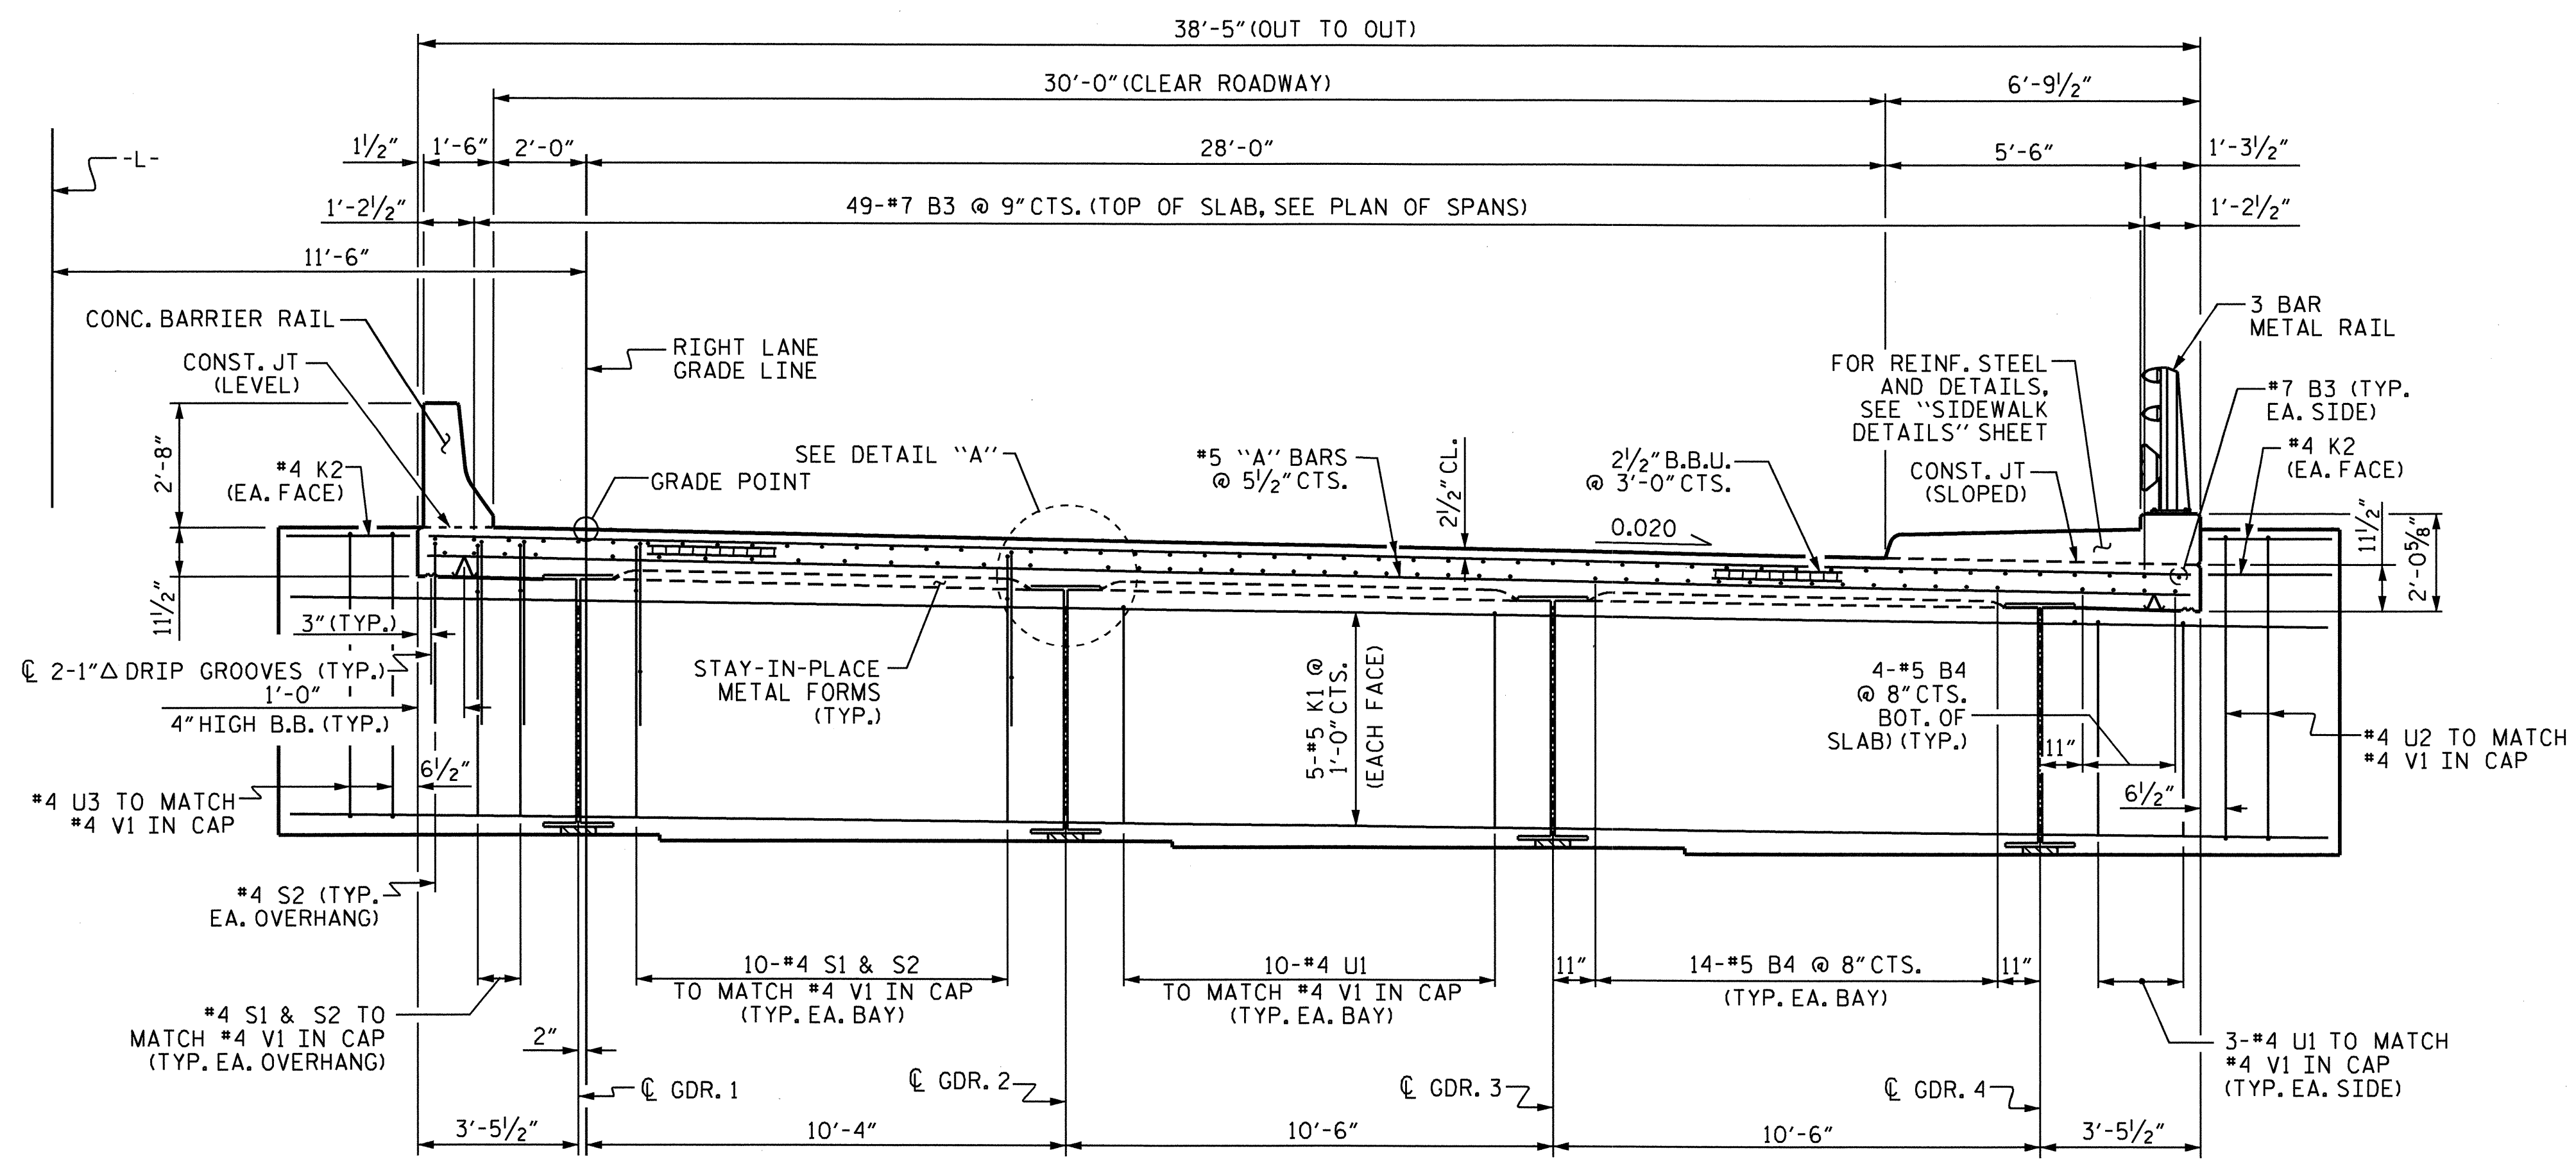 38'-5" (OUT TO OUT)
30'-0" (CLEAR ROADWAY)
6'-9½"
1½"
1'-6"
2'-0"
28'-0"
5'-6"
1'-3½"
-L-
1'-2½"
49-#7 B3 @ 9" CTS. (TOP OF SLAB, SEE PLAN OF SPANS)
1'-2½"
11'-6"
CONC. BARRIER RAIL
CONST. JT
(LEVEL)
RIGHT LANE
GRADE LINE
3 BAR
METAL RAIL
FOR REINF. STEEL
AND DETAILS,
SEE "SIDEWALK
DETAILS" SHEET
#7 B3 (TYP.
EA. SIDE)
2'-8"
#4 K2
(EA. FACE)
SEE DETAIL "A"
GRADE POINT
#5 "A" BARS
@ 5½" CTS.
2½" CL.
2½" B.B.U.
@ 3'-0" CTS.
CONST. JT
(SLOPED)
#4 K2
(EA. FACE)
0.020
11½"
2'-0⅝"
11½"
3" (TYP.)
℄ 2-1" Δ DRIP GROOVES (TYP.)
1'-0"
4" HIGH B.B. (TYP.)
STAY-IN-PLACE
METAL FORMS
(TYP.)
5-#5 K1 @
1'-0" CTS.
(EACH FACE)
4-#5 B4
@ 8" CTS.
BOT. OF
SLAB) (TYP.)
11"
#4 U2 TO MATCH
#4 V1 IN CAP
6½"
#4 U3 TO MATCH
#4 V1 IN CAP
6½"
#4 S2 (TYP.
EA. OVERHANG)
10-#4 S1 & S2
TO MATCH #4 V1 IN CAP
(TYP. EA. BAY)
10-#4 U1
TO MATCH #4 V1 IN CAP
(TYP. EA. BAY)
11"
14-#5 B4 @ 8" CTS.
(TYP. EA. BAY)
11"
#4 S1 & S2 TO
MATCH #4 V1 IN CAP
(TYP. EA. OVERHANG)
2"
3-#4 U1 TO MATCH
#4 V1 IN CAP
(TYP. EA. SIDE)
℄ GDR. 1
℄ GDR. 2
℄ GDR. 3
℄ GDR. 4
3'-5½"
10'-4"
10'-6"
10'-6"
3'-5½"